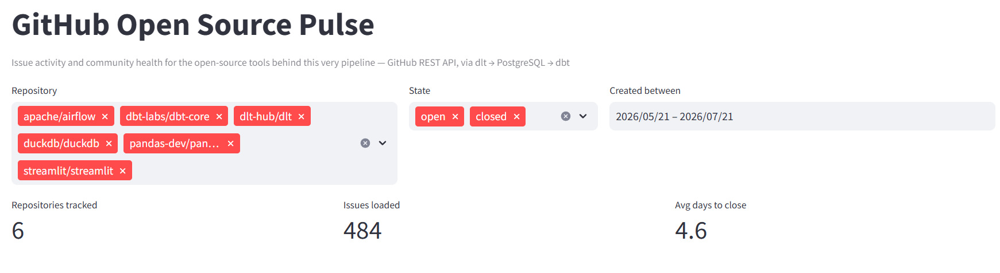 GitHub Open Source Pulse
Issue activity and community health for the open-source tools behind this very pipeline — GitHub REST API, via dlt → PostgreSQL → dbt
Repository
State
Created between
apache/airflow × dbt-labs/dbt-core × dlt-hub/dlt ×
duckdb/duckdb × pandas-dev/pan... ×
streamlit/streamlit ×
open × closed ×
2026/05/21 – 2026/07/21
Repositories tracked
6
Issues loaded
484
Avg days to close
4.6